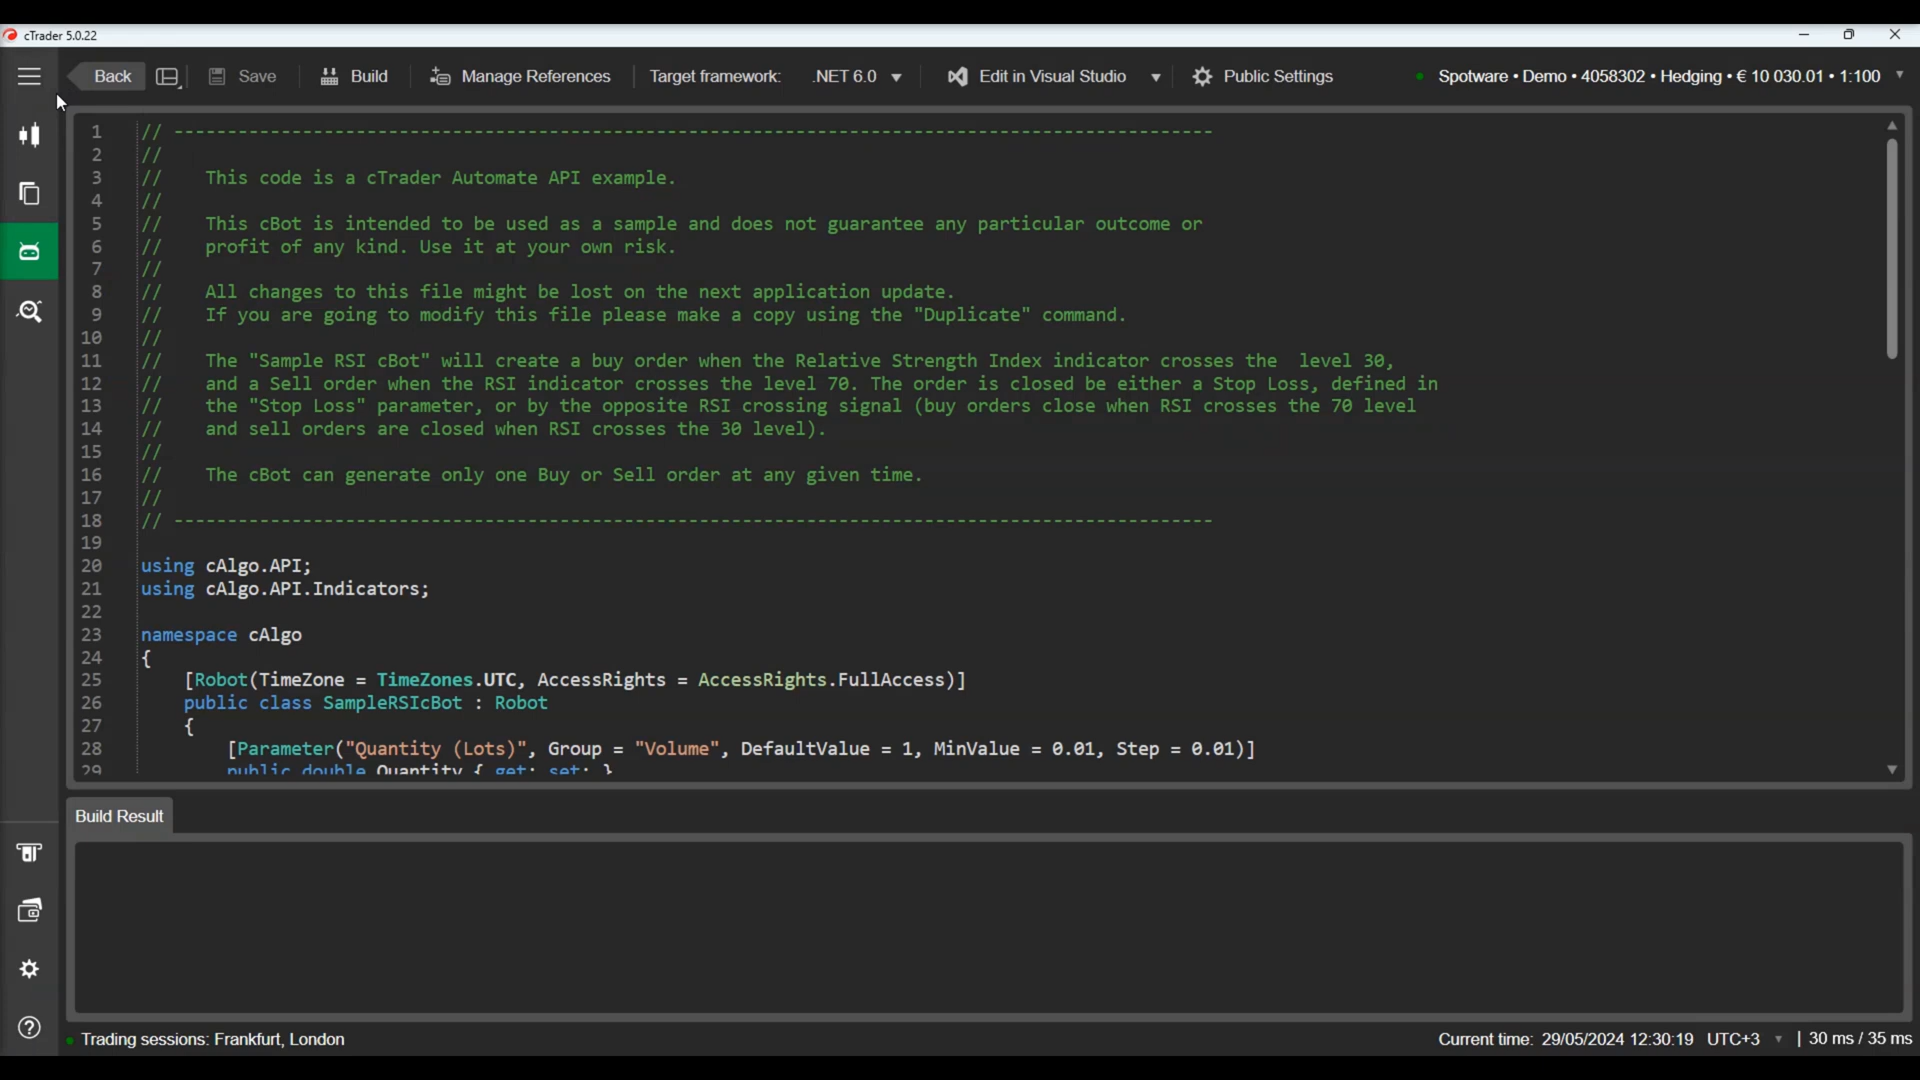 cTrader 5.0.22
Back Save Build Manage References Target framework: .NET 6.0 Edit in Visual Studio Public Settings Spotware • Demo • 4058302 • Hedging • € 10 030.01 • 1:100
1 // ------------------------------------------------------------------------------------------------
2 //
3 // This code is a cTrader Automate API example.
4 //
5 // This cBot is intended to be used as a sample and does not guarantee any particular outcome or
6 // profit of any kind. Use it at your own risk.
7 //
8 // All changes to this file might be lost on the next application update.
9 // If you are going to modify this file please make a copy using the "Duplicate" command.
10 //
11 // The "Sample RSI cBot" will create a buy order when the Relative Strength Index indicator crosses the  level 30,
12 // and a Sell order when the RSI indicator crosses the level 70. The order is closed be either a Stop Loss, defined in
13 // the "Stop Loss" parameter, or by the opposite RSI crossing signal (buy orders close when RSI crosses the 70 level
14 // and sell orders are closed when RSI crosses the 30 level).
15 //
16 // The cBot can generate only one Buy or Sell order at any given time.
17 //
18 // ------------------------------------------------------------------------------------------------
19
20 using cAlgo.API;
21 using cAlgo.API.Indicators;
22
23 namespace cAlgo
24 {
25 [Robot(TimeZone = TimeZones.UTC, AccessRights = AccessRights.FullAccess)]
26 public class SampleRSIcBot : Robot
27 {
28 [Parameter("Quantity (Lots)", Group = "Volume", DefaultValue = 1, MinValue = 0.01, Step = 0.01)]
29 public double Quantity { get; set; }
Build Result
Trading sessions: Frankfurt, London Current time: 29/05/2024 12:30:19 UTC+3 | 30 ms / 35 ms